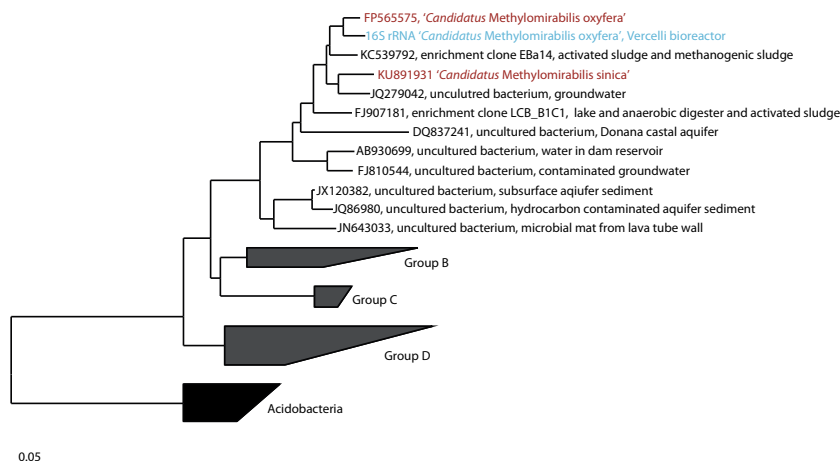 FP565575, ‘Candidatus Methylomirabilis oxyfera’
16S rRNA ‘Candidatus Methylomirabilis oxyfera’, Vercelli bioreactor
KC539792, enrichment clone EBa14, activated sludge and methanogenic sludge
KU891931 ‘Candidatus Methylomirabilis sinica’
JQ279042, unculutred bacterium, groundwater
FJ907181, enrichment clone LCB_B1C1, lake and anaerobic digester and activated sludge
DQ837241, uncultured bacterium, Donana castal aquifer
AB930699, uncultured bacterium, water in dam reservoir
FJ810544, uncultured bacterium, contaminated groundwater
JX120382, uncultured bacterium, subsurface aqiufer sediment
JQ86980, uncultured bacterium, hydrocarbon contaminated aquifer sediment
JN643033, uncultured bacterium, microbial mat from lava tube wall
Group B
Group C
Group D
Acidobacteria
0.05